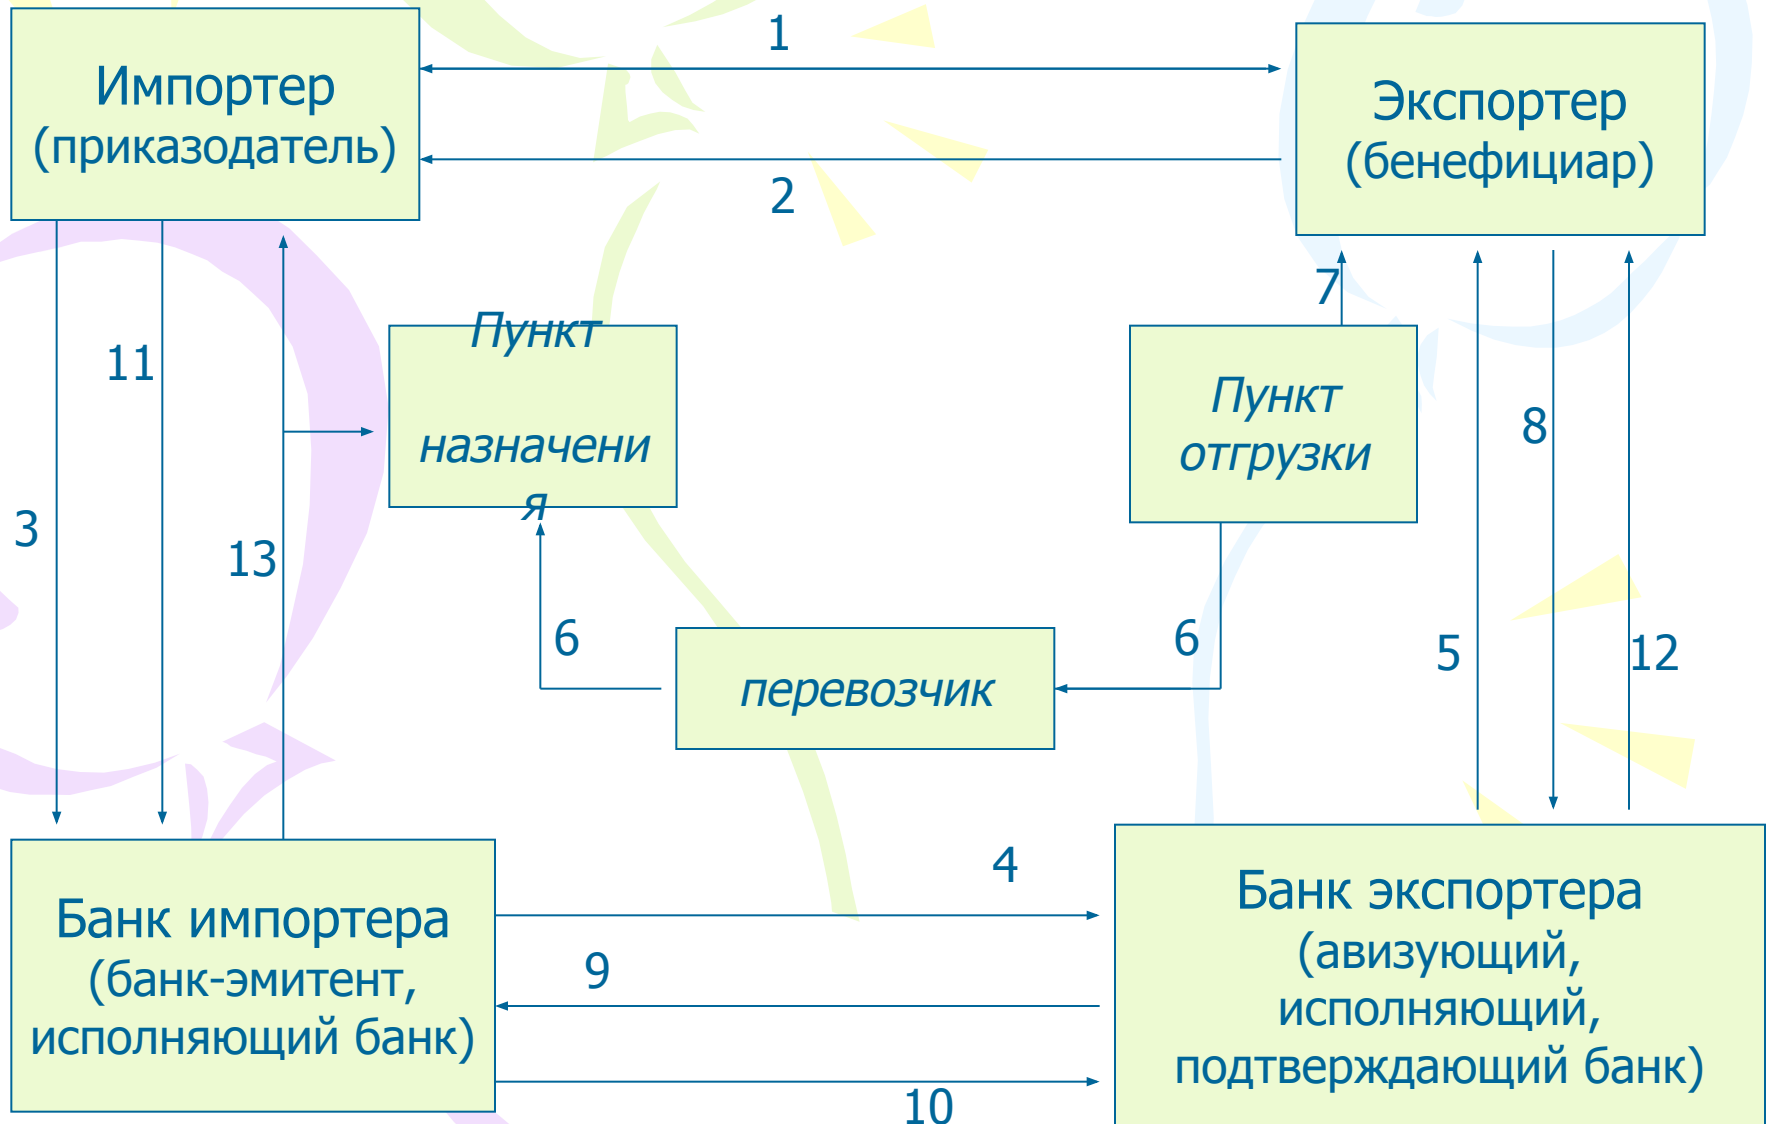 1
Импортер
(приказодатель)
Экспортер
(бенефициар)
2
7
Пункт
назначени
я
11
Пункт
отгрузки
8
3
13
6
6
5
12
перевозчик
4
Банк импортера
(банк-эмитент,
исполняющий банк)
9
Банк экспортера
(авизующий,
исполняющий,
подтверждающий банк)
10